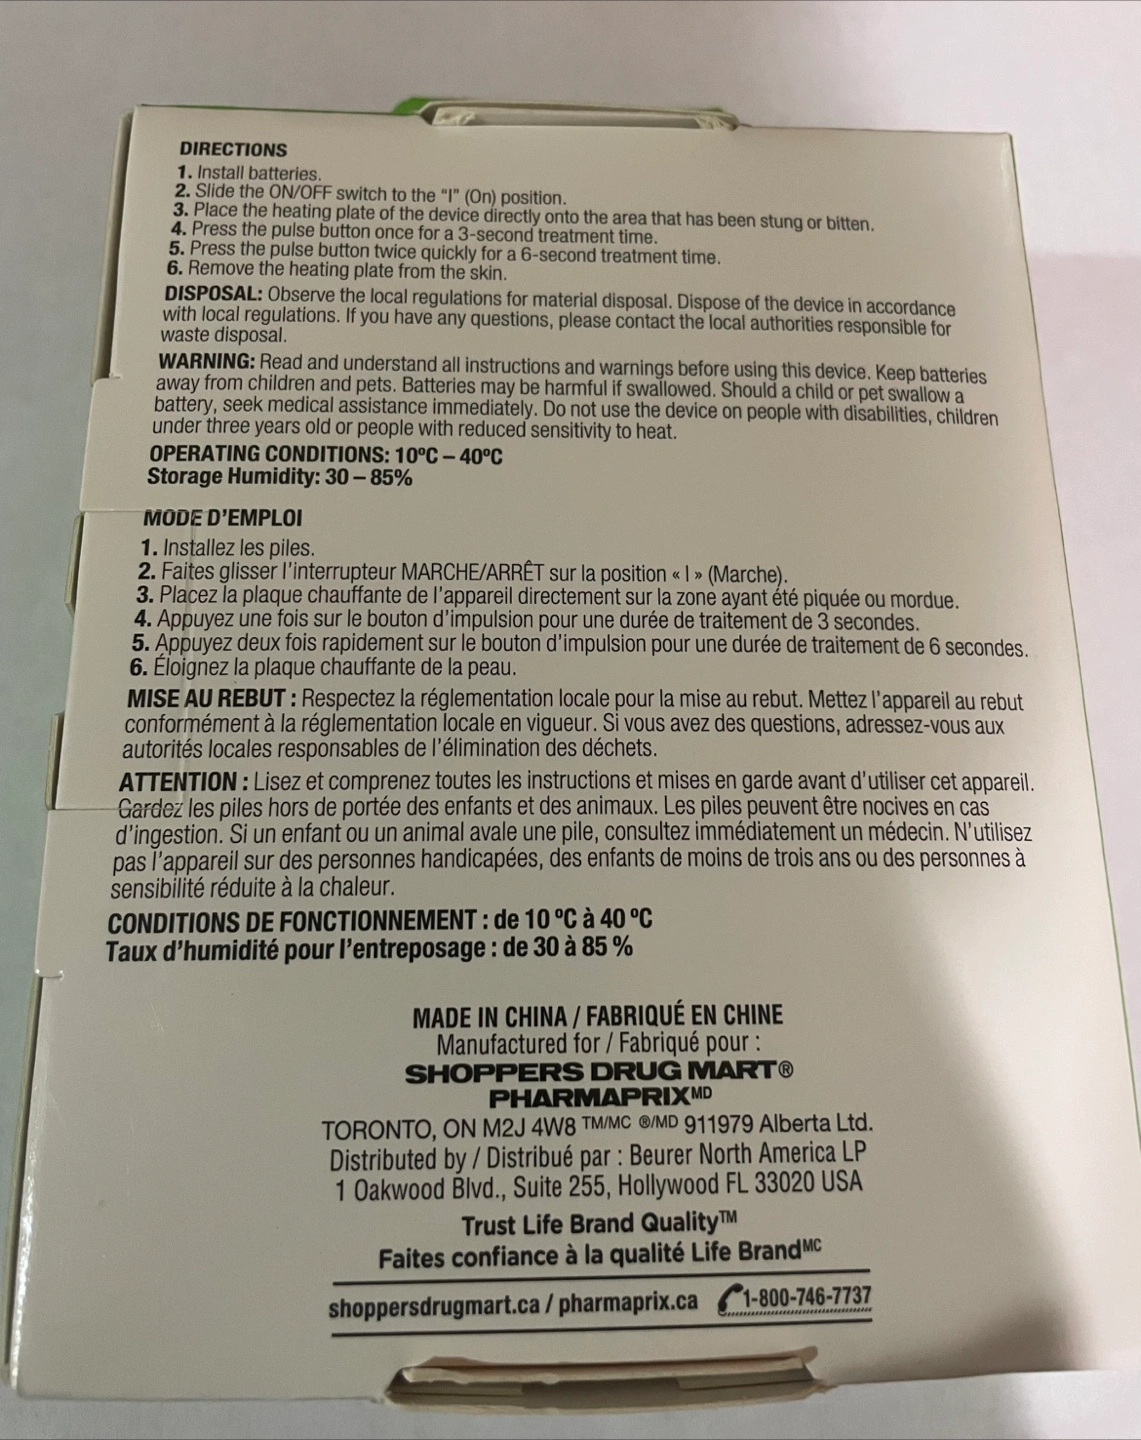 DIRECTIONS
1. Install batteries.
2. Slide the ON/OFF switch to the "I" (On) position.
3. Place the heating plate of the device directly onto the area that has been stung or bitten.
4. Press the pulse button once for a 3-second treatment time.
5. Press the pulse button twice quickly for a 6-second treatment time.
6. Remove the heating plate from the skin.
DISPOSAL: Observe the local regulations for material disposal. Dispose of the device in accordance
with local regulations. If you have any questions, please contact the local authorities responsible for
waste disposal.
WARNING: Read and understand all instructions and warnings before using this device. Keep batteries
away from children and pets. Batteries may be harmful if swallowed. Should a child or pet swallow a
battery, seek medical assistance immediately. Do not use the device on people with disabilities, children
under three years old or people with reduced sensitivity to heat.
OPERATING CONDITIONS: 10ºC – 40ºC
Storage Humidity: 30 – 85%
MODE D'EMPLOI
1. Installez les piles.
2. Faites glisser l'interrupteur MARCHE/ARRÊT sur la position « I » (Marche).
3. Placez la plaque chauffante de l'appareil directement sur la zone ayant été piquée ou mordue.
4. Appuyez une fois sur le bouton d'impulsion pour une durée de traitement de 3 secondes.
5. Appuyez deux fois rapidement sur le bouton d'impulsion pour une durée de traitement de 6 secondes.
6. Éloignez la plaque chauffante de la peau.
MISE AU REBUT : Respectez la réglementation locale pour la mise au rebut. Mettez l'appareil au rebut
conformément à la réglementation locale en vigueur. Si vous avez des questions, adressez-vous aux
autorités locales responsables de l'élimination des déchets.
ATTENTION : Lisez et comprenez toutes les instructions et mises en garde avant d'utiliser cet appareil.
Gardez les piles hors de portée des enfants et des animaux. Les piles peuvent être nocives en cas
d'ingestion. Si un enfant ou un animal avale une pile, consultez immédiatement un médecin. N'utilisez
pas l'appareil sur des personnes handicapées, des enfants de moins de trois ans ou des personnes à
sensibilité réduite à la chaleur.
CONDITIONS DE FONCTIONNEMENT : de 10 ºC à 40 ºC
Taux d'humidité pour l'entreposage : de 30 à 85 %
MADE IN CHINA / FABRIQUÉ EN CHINE
Manufactured for / Fabriqué pour :
SHOPPERS DRUG MART®
PHARMAPRIX MD
TORONTO, ON M2J 4W8 TM/MC ®/MD 911979 Alberta Ltd.
Distributed by / Distribué par : Beurer North America LP
1 Oakwood Blvd., Suite 255, Hollywood FL 33020 USA
Trust Life Brand Quality™
Faites confiance à la qualité Life Brand MC
shoppersdrugmart.ca / pharmaprix.ca 1-800-746-7737